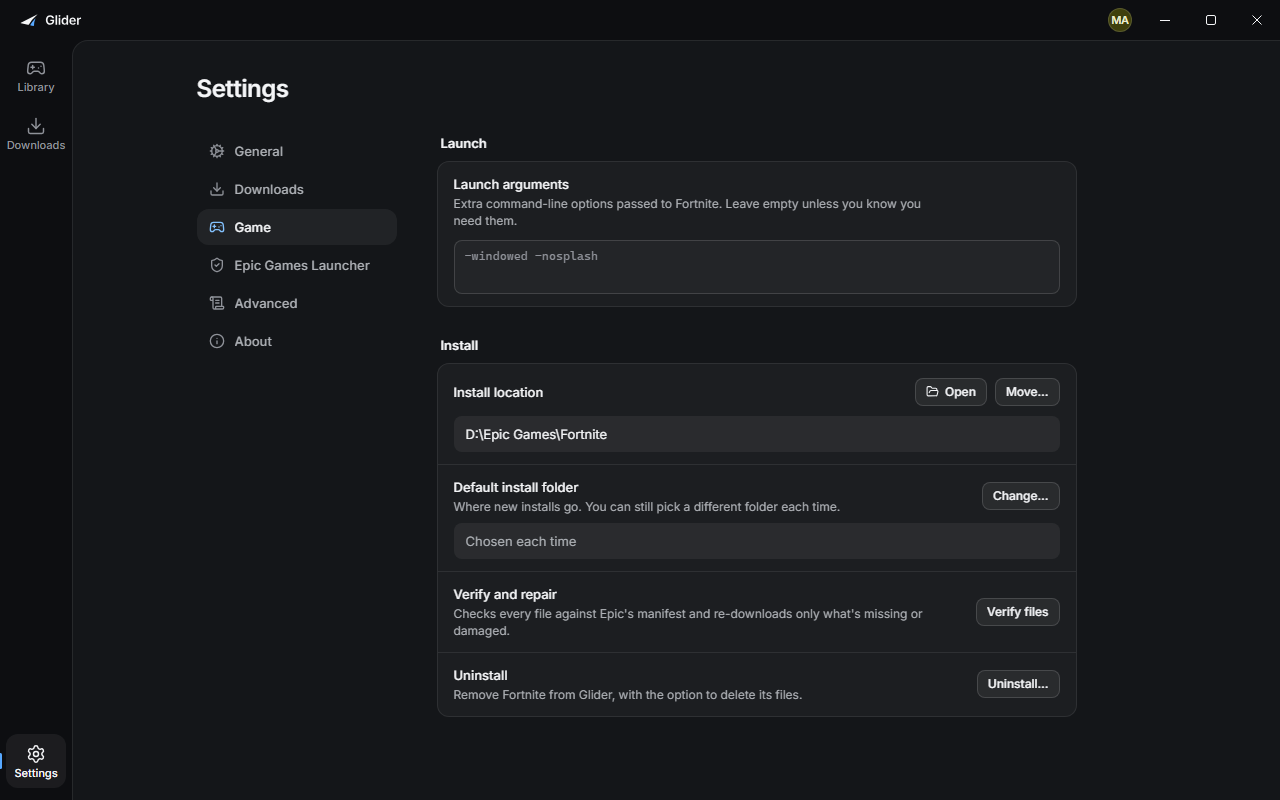 Glider
MA
Library
Downloads
Settings
Settings
General
Downloads
Game
Epic Games Launcher
Advanced
About
Launch
Launch arguments
Extra command-line options passed to Fortnite. Leave empty unless you know you
need them.
-windowed -nosplash
Install
Install location
Open
Move...
D:\Epic Games\Fortnite
Default install folder
Where new installs go. You can still pick a different folder each time.
Change...
Chosen each time
Verify and repair
Checks every file against Epic's manifest and re-downloads only what's missing or
damaged.
Verify files
Uninstall
Remove Fortnite from Glider, with the option to delete its files.
Uninstall...